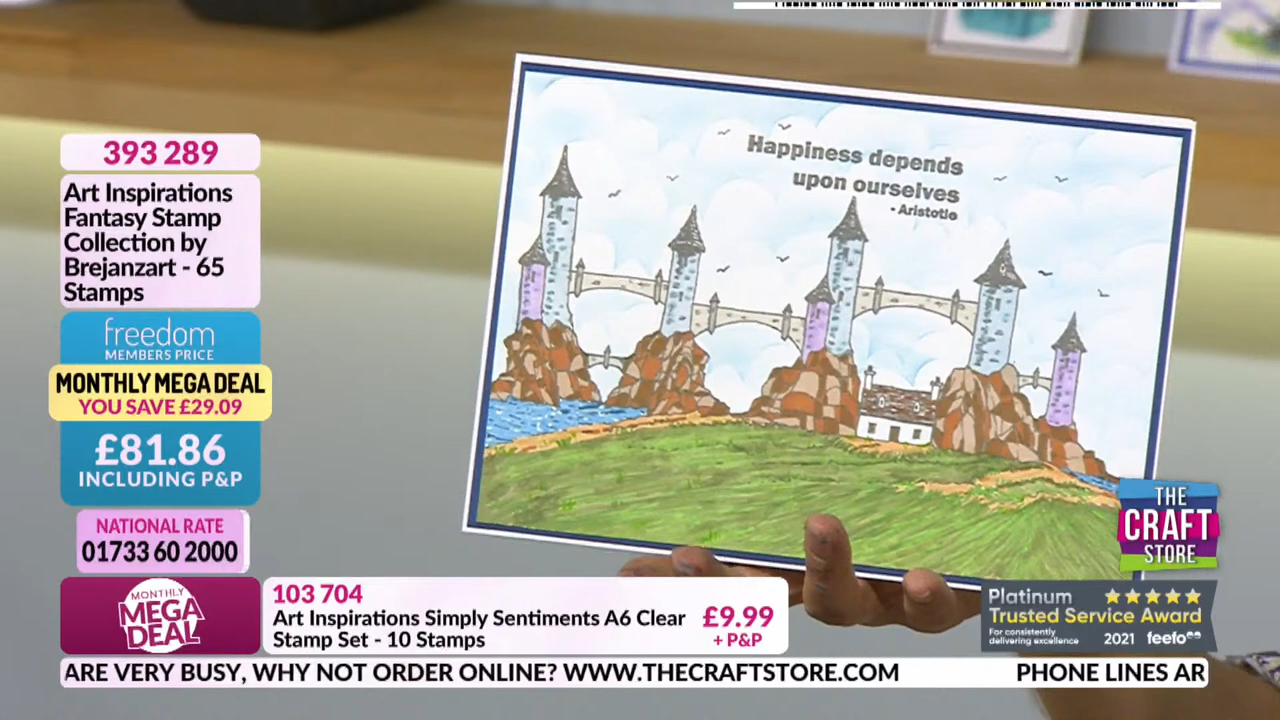 393 289
Art Inspirations
Fantasy Stamp
Collection by
Brejanzart - 65
Stamps
freedom
MEMBERS PRICE
MONTHLY MEGA DEAL
YOU SAVE £29.09
£81.86
INCLUDING P&P
NATIONAL RATE
01733 60 2000
Happiness depends
upon ourselves
- Aristotle
THE
CRAFT
STORE
MONTHLY
MEGA
DEAL
103 704
Art Inspirations Simply Sentiments A6 Clear
Stamp Set - 10 Stamps
£9.99
+ P&P
Platinum
Trusted Service Award
For consistently
delivering excellence
2021 feefo
ARE VERY BUSY, WHY NOT ORDER ONLINE? WWW.THECRAFTSTORE.COM PHONE LINES AR